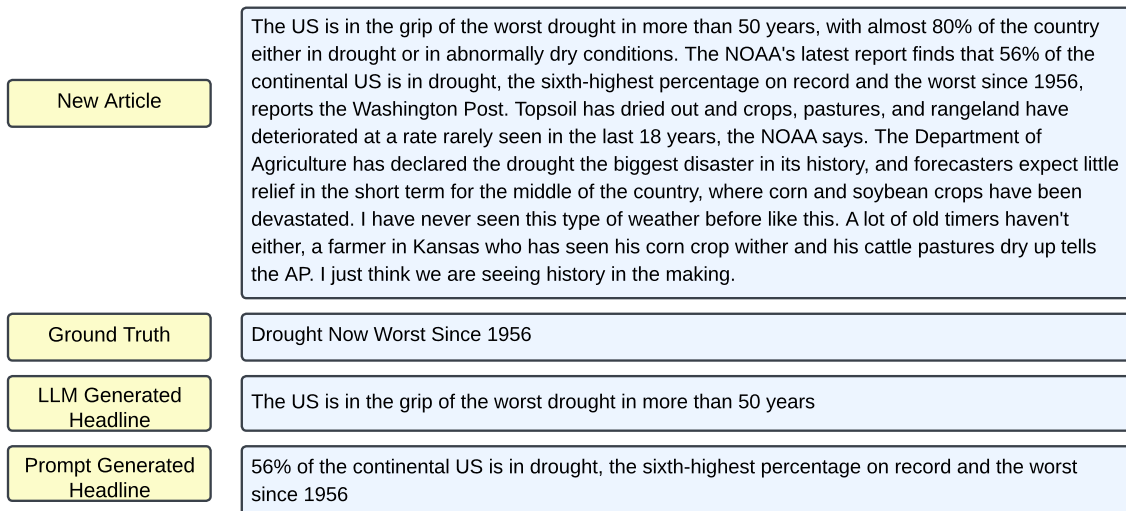 New Article
The US is in the grip of the worst drought in more than 50 years, with almost 80% of the country
either in drought or in abnormally dry conditions. The NOAA's latest report finds that 56% of the
continental US is in drought, the sixth-highest percentage on record and the worst since 1956,
reports the Washington Post. Topsoil has dried out and crops, pastures, and rangeland have
deteriorated at a rate rarely seen in the last 18 years, the NOAA says. The Department of
Agriculture has declared the drought the biggest disaster in its history, and forecasters expect little
relief in the short term for the middle of the country, where corn and soybean crops have been
devastated. I have never seen this type of weather before like this. A lot of old timers haven't
either, a farmer in Kansas who has seen his corn crop wither and his cattle pastures dry up tells
the AP. I just think we are seeing history in the making.
Ground Truth
Drought Now Worst Since 1956
LLM Generated
Headline
The US is in the grip of the worst drought in more than 50 years
Prompt Generated
Headline
56% of the continental US is in drought, the sixth-highest percentage on record and the worst
since 1956